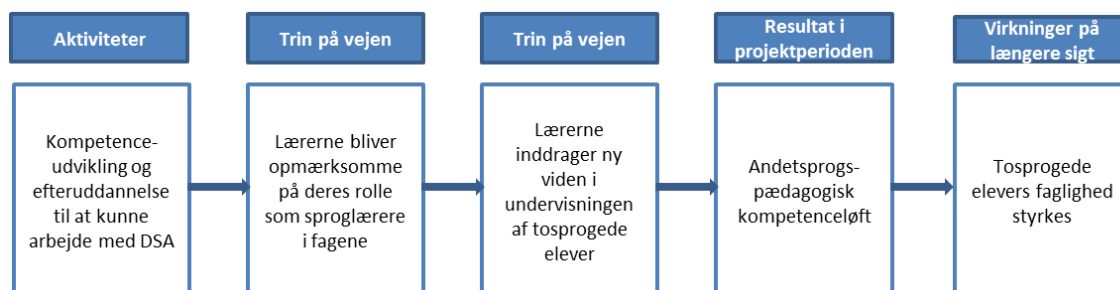 Aktiviteter
Trin på vejen
Trin på vejen
Resultat i
projektperioden
Virkninger på
længere sigt
Kompetence-
udvikling og
efteruddannelse
til at kunne
arbejde med DSA
Lærerne bliver
opmærksomme
på deres rolle
som sproglærere
i fagene
Lærerne
inddrager ny
viden i
undervisningen
af tosprogede
elever
Andetsprogs-
pædagogisk
kompetenceløft
Tosprogede
elevers faglighed
styrkes